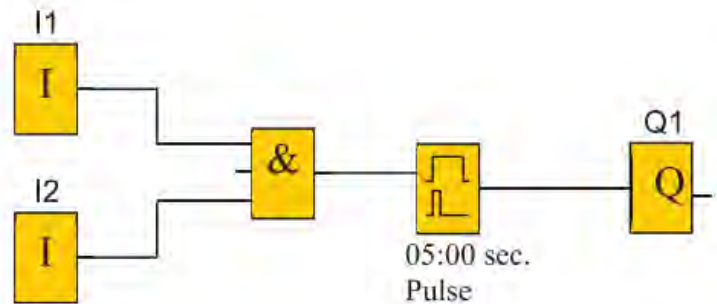 I1
I
&
Q1
Q
I2
I
05:00 sec.
Pulse